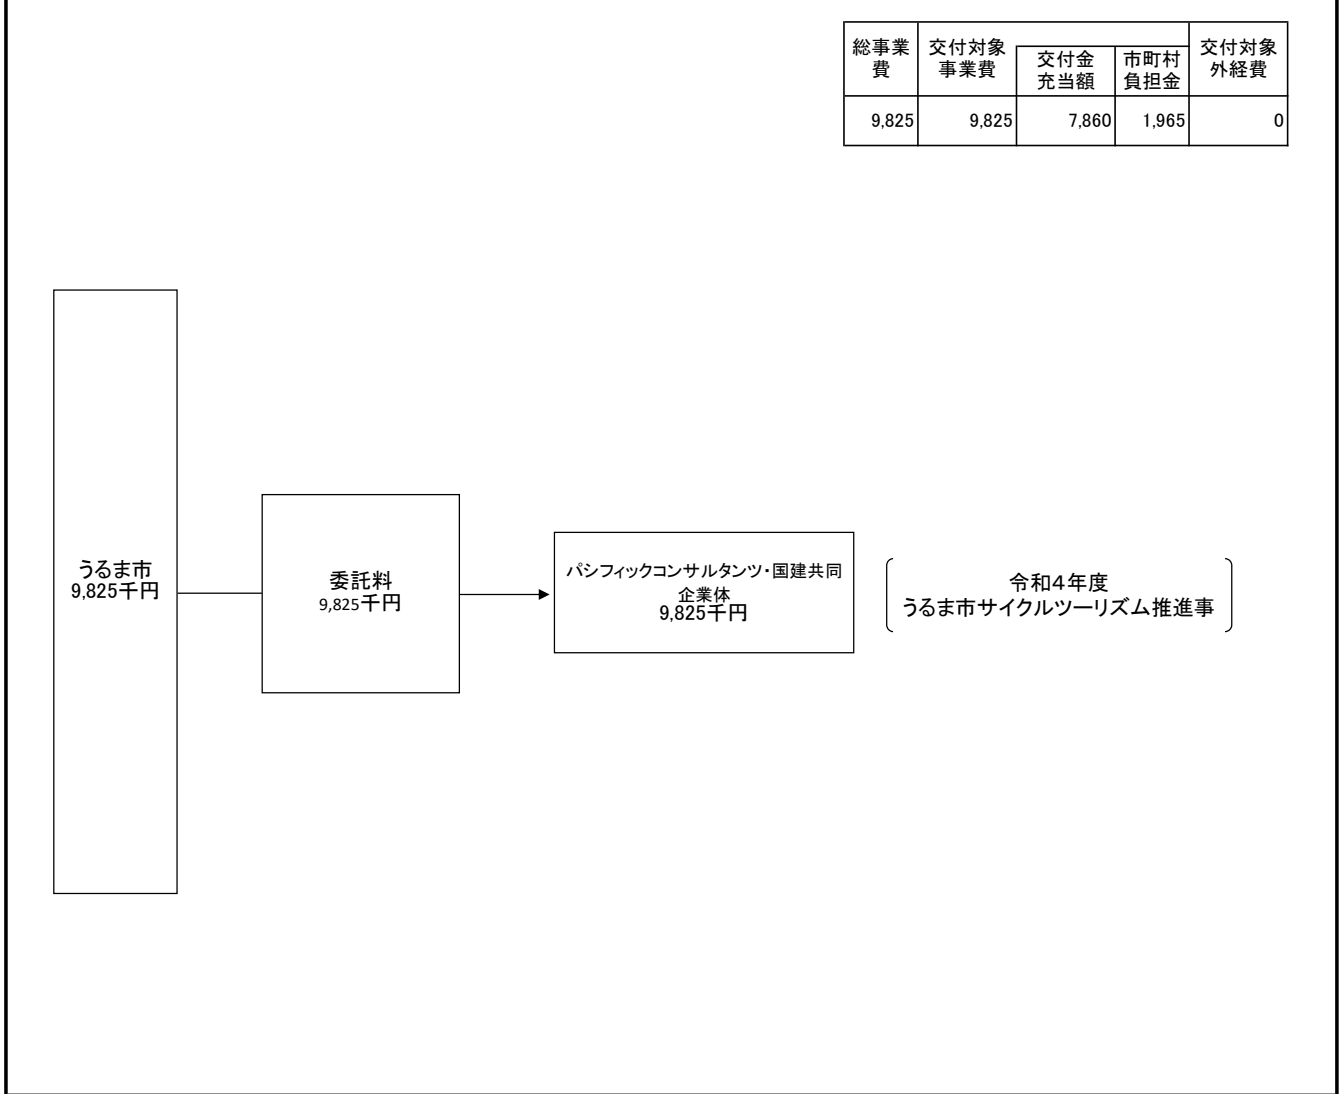 総事業
費
交付対象
事業費
交付金
充当額
市町村
負担金
交付対象
外経費
9,825
9,825
7,860
1,965
0
うるま市
9,825千円
委託料
9,825千円
パシフィックコンサルタンツ・国建共同
企業体
9,825千円
令和4年度
うるま市サイクルツーリズム推進事